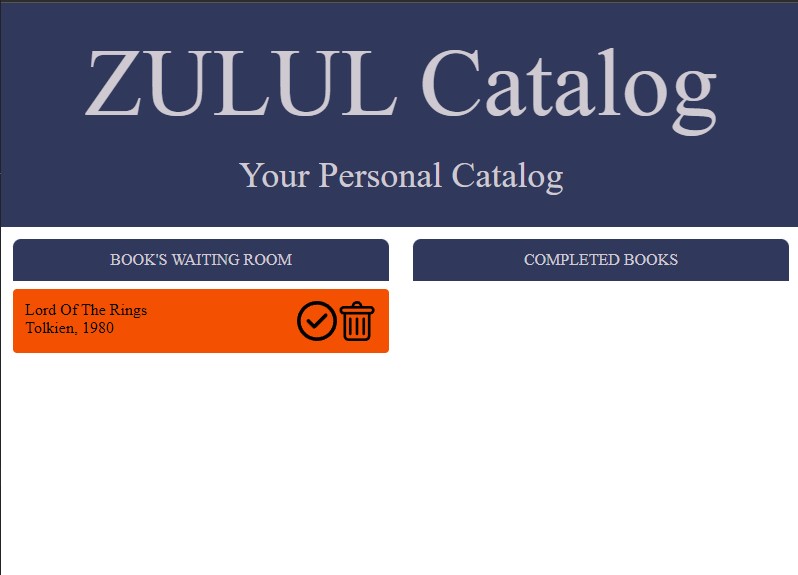 ZULUL Catalog
Your Personal Catalog
BOOK'S WAITING ROOM
COMPLETED BOOKS
Lord Of The Rings
Tolkien, 1980